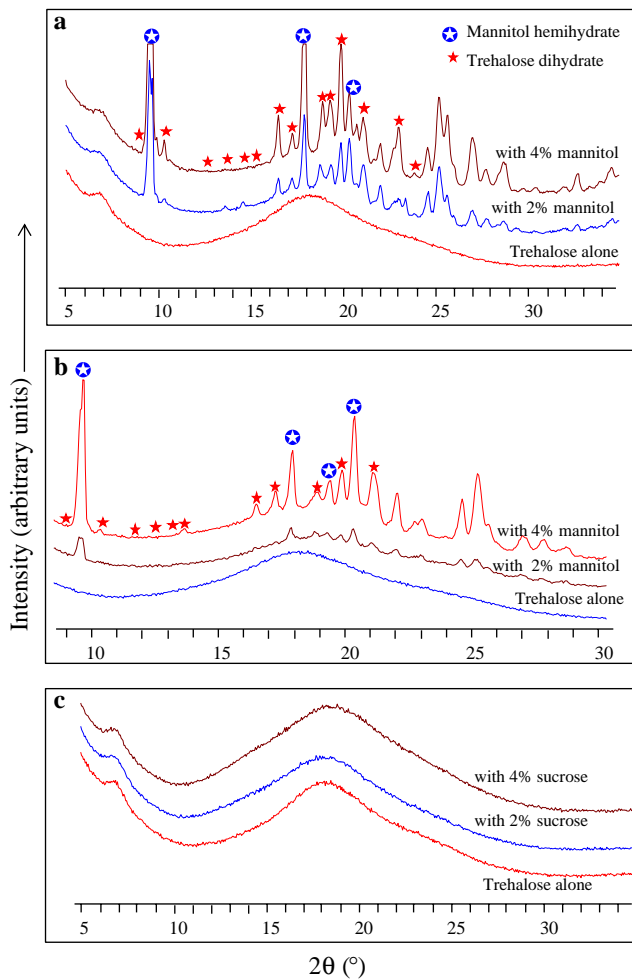 a
Mannitol hemihydrate
Trehalose dihydrate
with 4% mannitol
with 2% mannitol
Trehalose alone
5 10 15 20 25 30
b
with 4% mannitol
with 2% mannitol
Trehalose alone
10 15 20 25 30
c
with 4% sucrose
with 2% sucrose
Trehalose alone
5 10 15 20 25 30
Intensity (arbitrary units)
2θ (°)